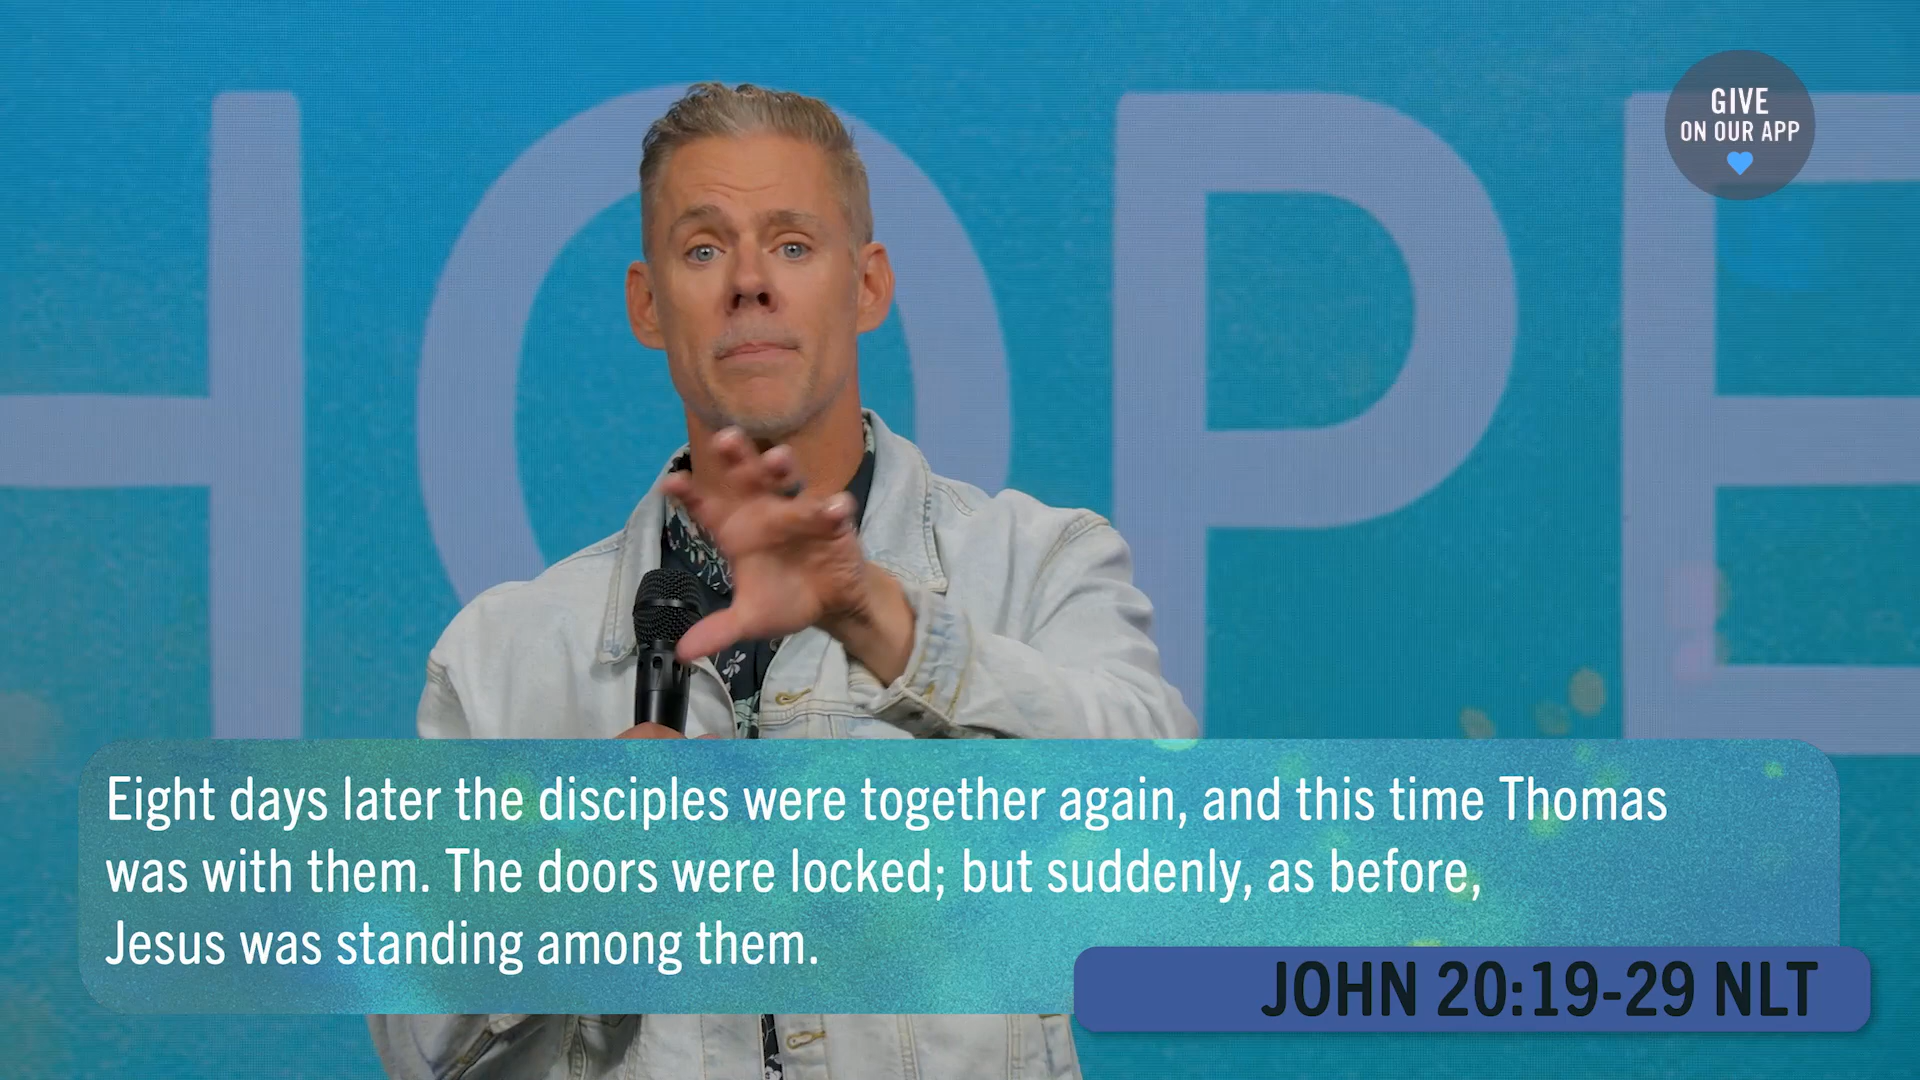 HOPE
GIVE
ON OUR APP
Eight days later the disciples were together again, and this time Thomas
was with them. The doors were locked; but suddenly, as before,
Jesus was standing among them.
JOHN 20:19-29 NLT